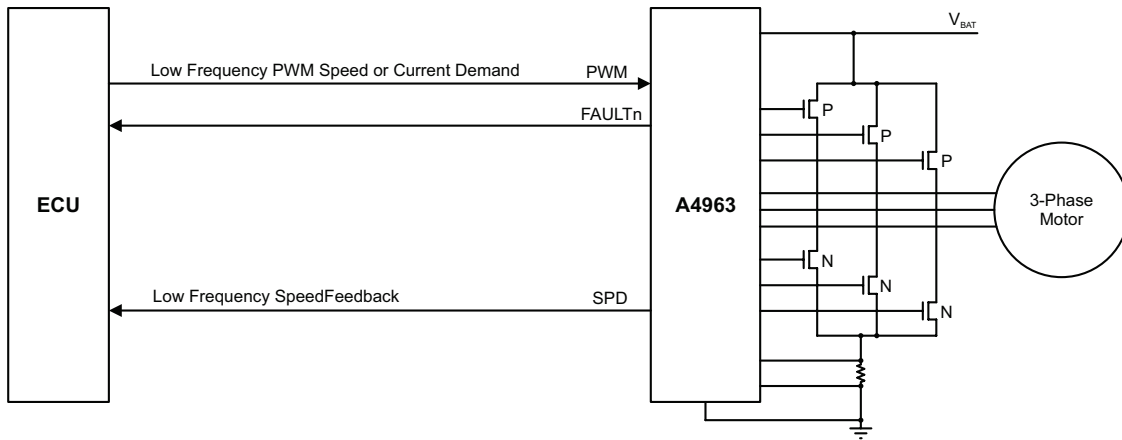 V_BAT
Low Frequency PWM Speed or Current Demand
PWM
FAULTn
P
P
P
ECU
A4963
3-Phase
Motor
N
N
N
Low Frequency SpeedFeedback
SPD